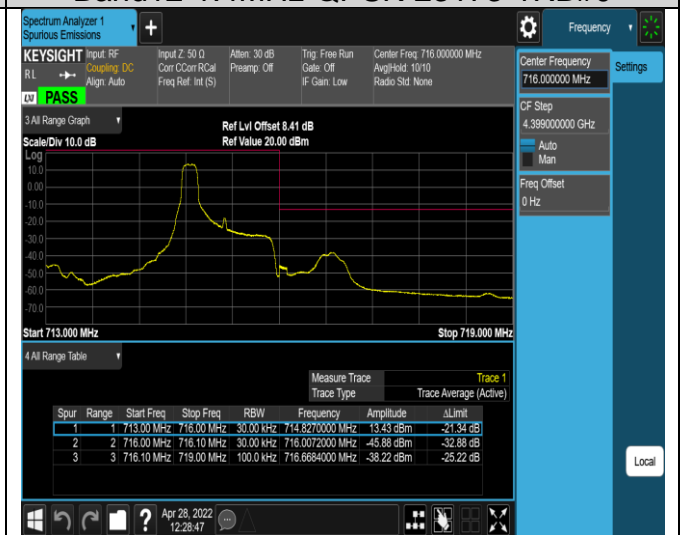 Spectrum Analyzer 1
Spurious Emissions
Frequency
KEYSIGHT
RL
PASS
Input: RF
Coupling: DC
Align: Auto
Input Z: 50 Ω
Corr CCorr RCal
Freq Ref: Int (S)
Atten: 30 dB
Preamp: Off
Trig: Free Run
Gate: Off
IF Gain: Low
Center Freq: 716.000000 MHz
Avg|Hold: 10/10
Radio Std: None
Center Frequency
716.000000 MHz
Settings
CF Step
4.399000000 GHz
Auto
Man
Freq Offset
0 Hz
3 All Range Graph
Scale/Div 10.0 dB
Ref Lvl Offset 8.41 dB
Ref Value 20.00 dBm
Log
10.0
0.00
-10.0
-20.0
-30.0
-40.0
-50.0
-60.0
-70.0
Start 713.000 MHz
Stop 719.000 MHz
4 All Range Table
Measure Trace Trace 1
Trace Type Trace Average (Active)
Spur Range Start Freq Stop Freq RBW Frequency Amplitude ΔLimit
1 1 713.00 MHz 716.00 MHz 30.00 kHz 714.8270000 MHz 13.43 dBm -21.34 dB
2 2 716.00 MHz 716.10 MHz 30.00 kHz 716.0072000 MHz -45.88 dBm -32.88 dB
3 3 716.10 MHz 719.00 MHz 100.0 kHz 716.6684000 MHz -38.22 dBm -25.22 dB
Local
Apr 28, 2022
12:28:47